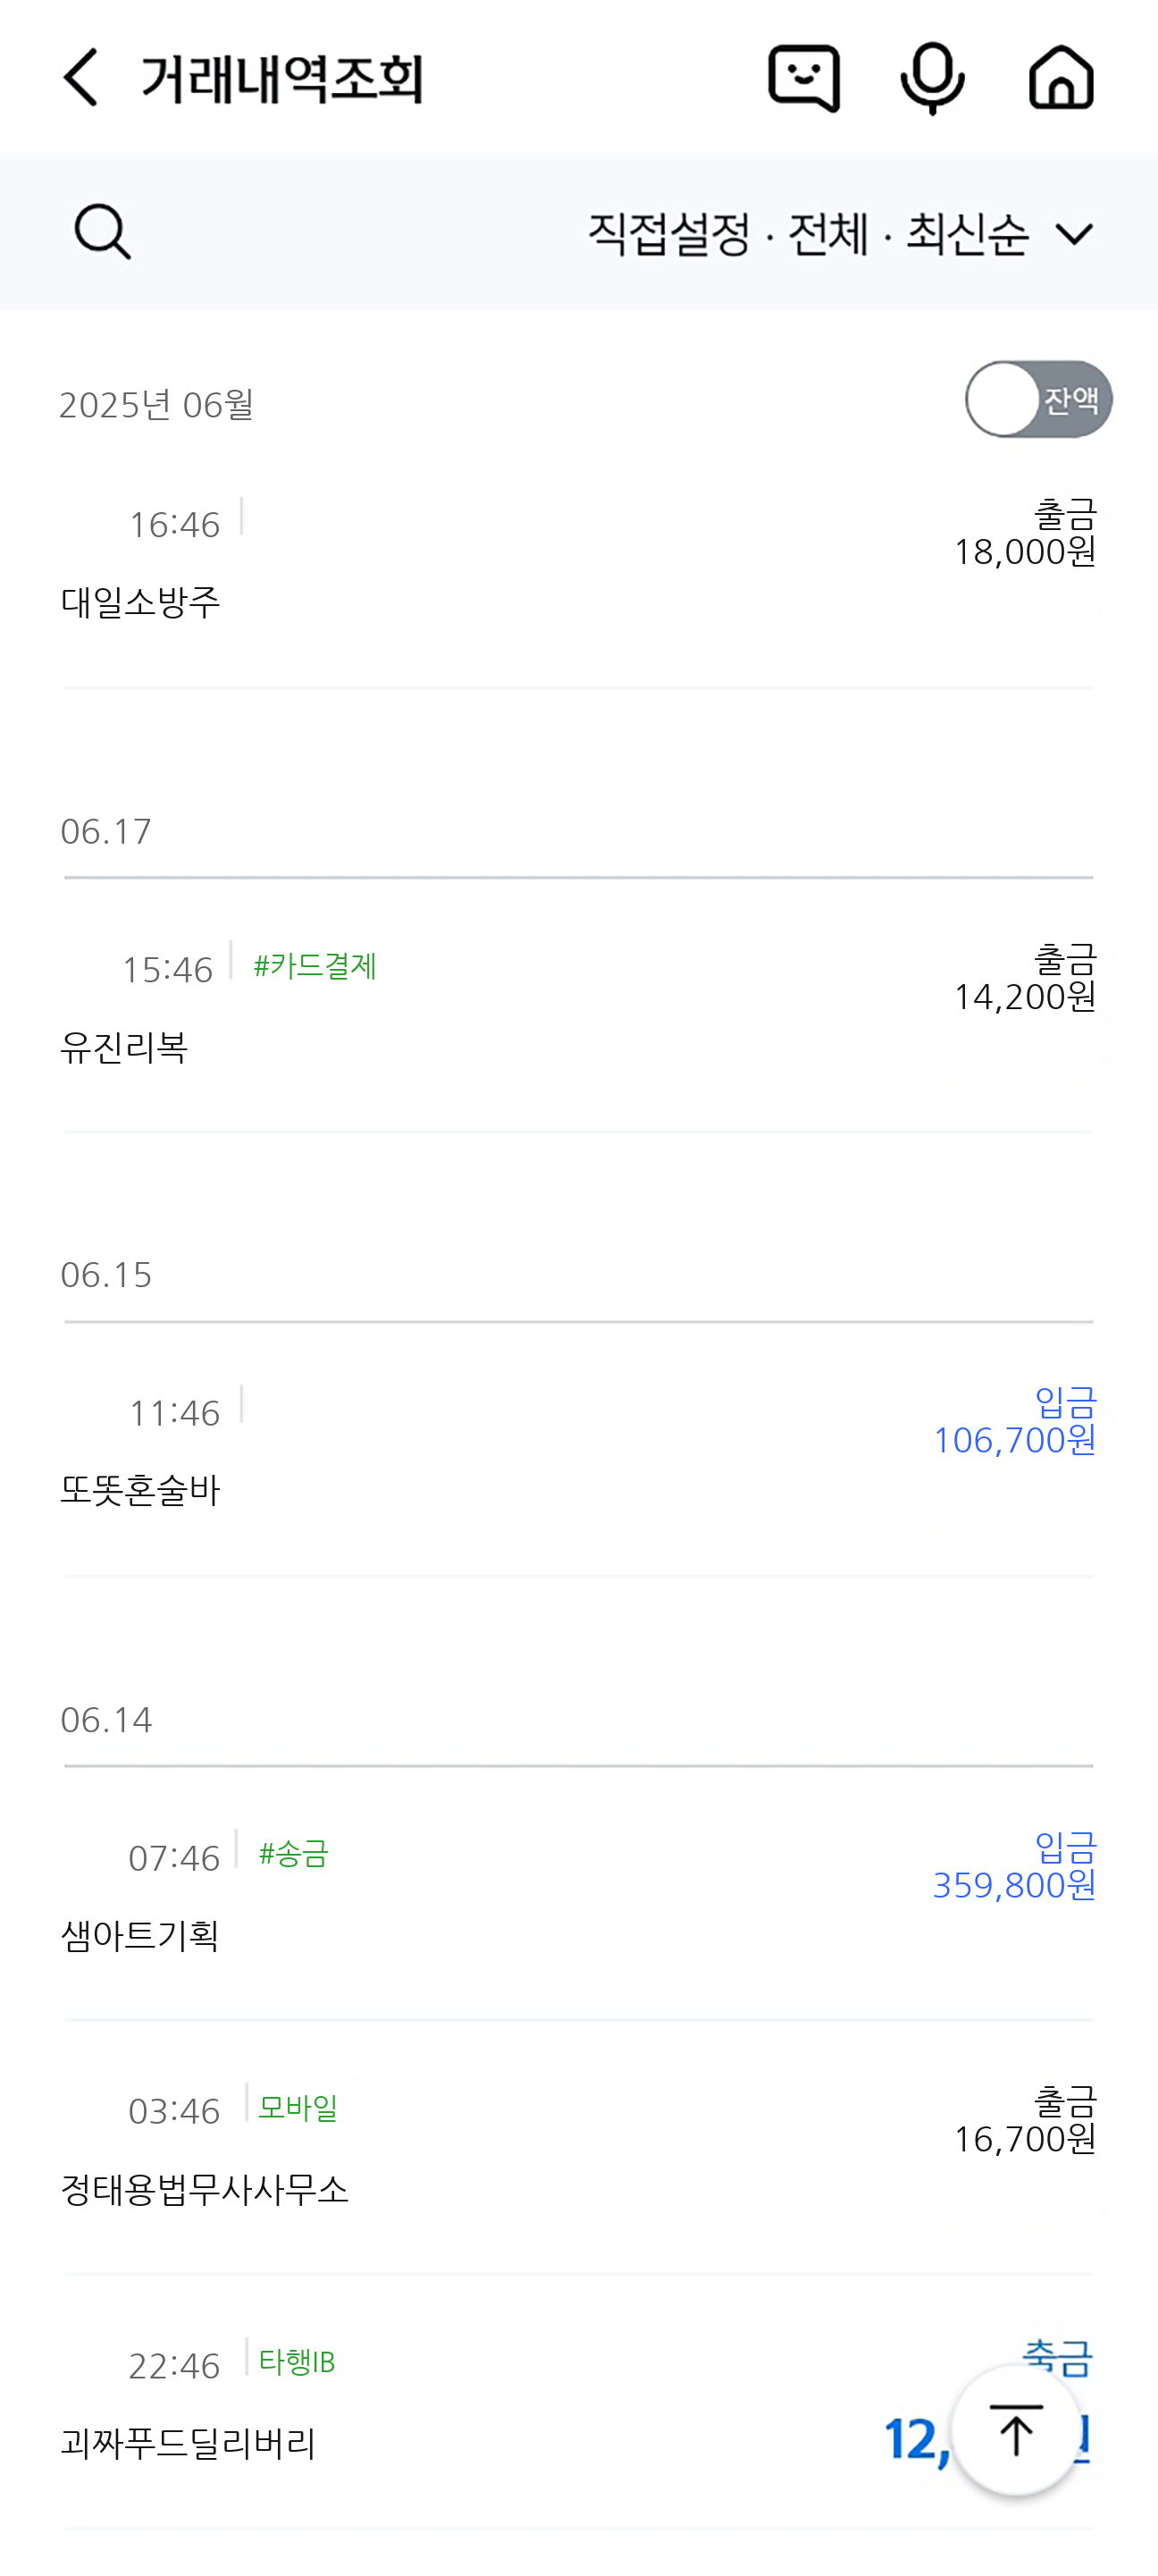 거래내역조회
직접설정 · 전체 · 최신순
2025년 06월
잔액
16:46
출금
18,000원
대일소방주
06.17
15:46 #카드결제
출금
14,200원
유진리복
06.15
11:46
입금
106,700원
또똣혼술바
06.14
07:46 #송금
입금
359,800원
샘아트기획
03:46 모바일
출금
16,700원
정태용법무사사무소
22:46 타행IB
괴짜푸드딜리버리
12,